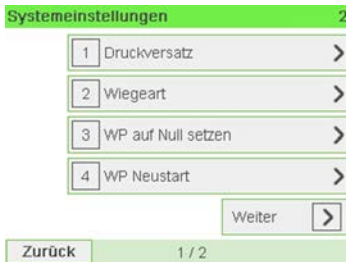 Systemeinstellungen 2
1 Druckversatz
2 Wiegeart
3 WP auf Null setzen
4 WP Neustart
Weiter
Zurück 1 / 2